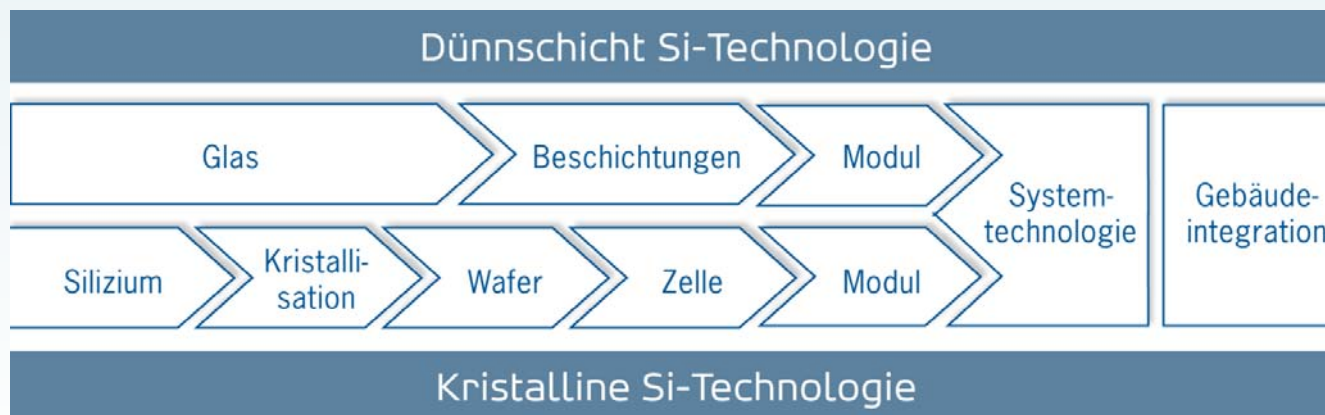 Dünnschicht Si-Technologie
Glas
Beschichtungen
Modul
System-
technologie
Gebäude-
integration
Silizium
Kristalli-
sation
Wafer
Zelle
Modul
Kristalline Si-Technologie